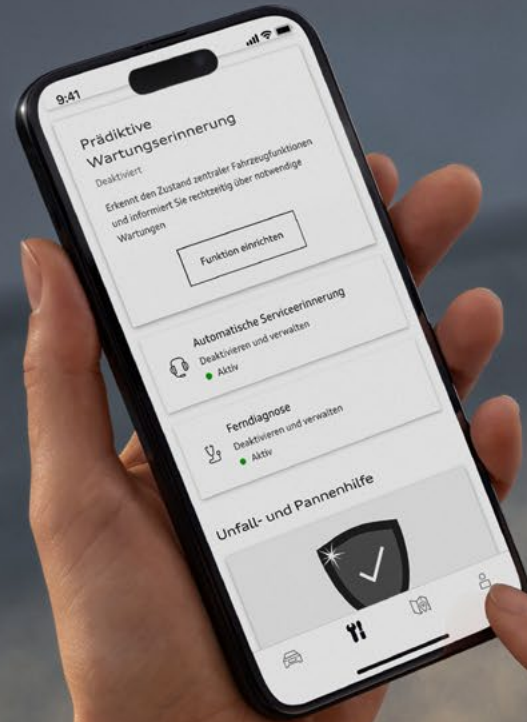 9:41
Prädiktive
Wartungserinnerung
Deaktiviert
Erkennt den Zustand zentraler Fahrzeugfunktionen
und informiert Sie rechtzeitig über notwendige
Wartungen
Funktion einrichten
Automatische Serviceerinnerung
Deaktivieren und verwalten
Aktiv
Ferndiagnose
Deaktivieren und verwalten
Aktiv
Unfall- und Pannenhilfe